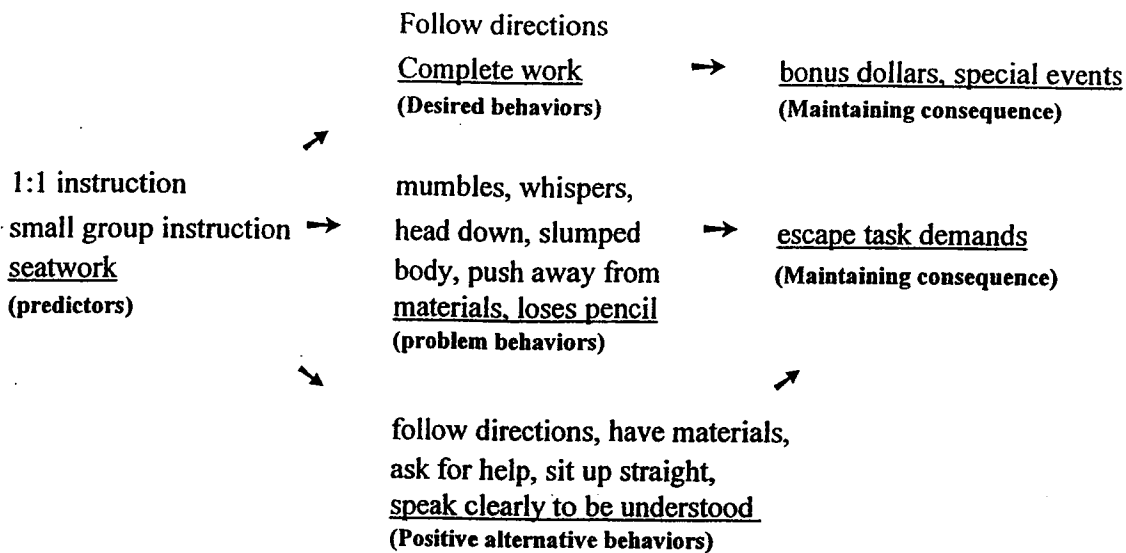 Follow directions
Complete work → bonus dollars, special events
(Desired behaviors) (Maintaining consequence)
1:1 instruction mumbles, whispers,
small group instruction → head down, slumped → escape task demands
seatwork body, push away from (Maintaining consequence)
(predictors) materials, loses pencil
(problem behaviors)
follow directions, have materials,
ask for help, sit up straight,
speak clearly to be understood
(Positive alternative behaviors)